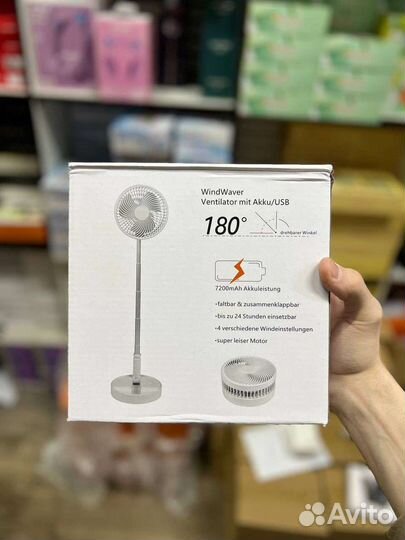 WindWaver
Ventilator mit Akku/USB
180°
drehbarer Winkel
7200mAh Akkuleistung
•faltbar & zusammenklappbar
•bis zu 24 Stunden einsetzbar
•4 verschiedene Windeinstellungen
•super leiser Motor
Avito